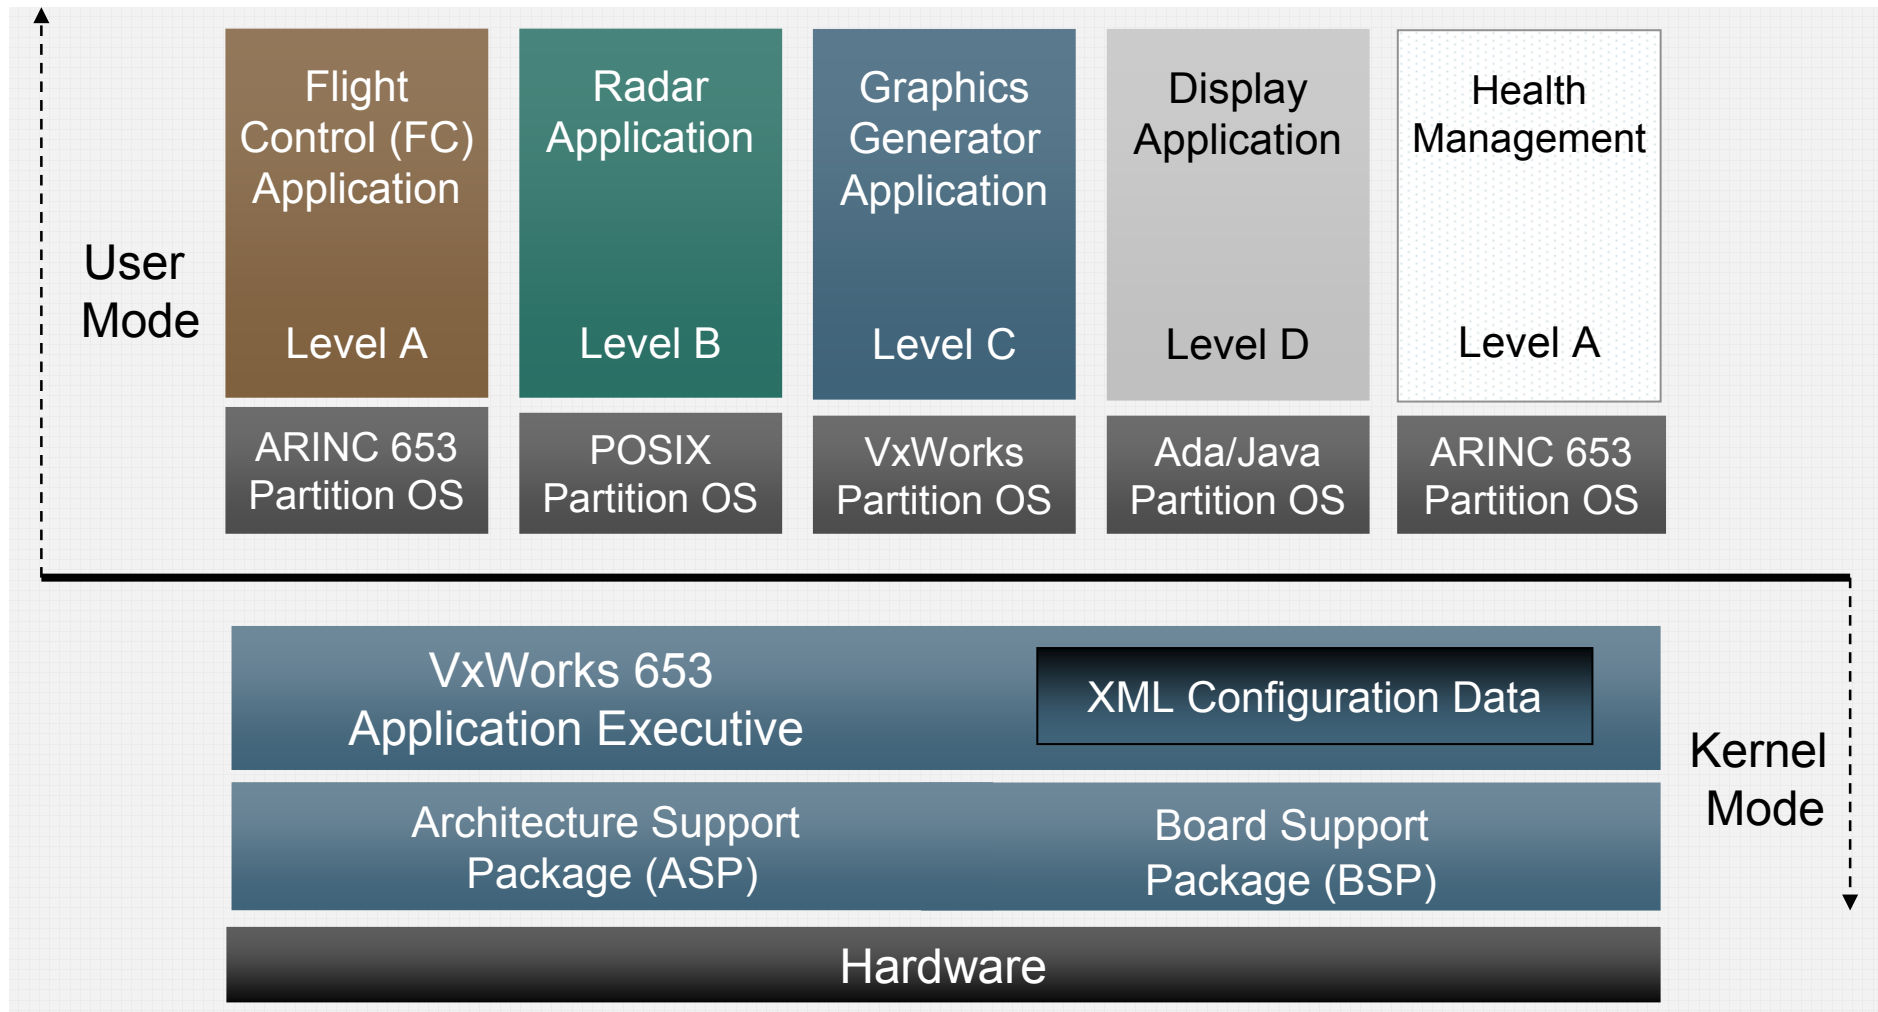 User
Mode
Flight
Control (FC)
Application
Level A
ARINC 653
Partition OS
Radar
Application
Level B
POSIX
Partition OS
Graphics
Generator
Application
Level C
VxWorks
Partition OS
Display
Application
Level D
Ada/Java
Partition OS
Health
Management
Level A
ARINC 653
Partition OS
VxWorks 653
Application Executive
XML Configuration Data
Kernel
Mode
Architecture Support
Package (ASP)
Board Support
Package (BSP)
Hardware